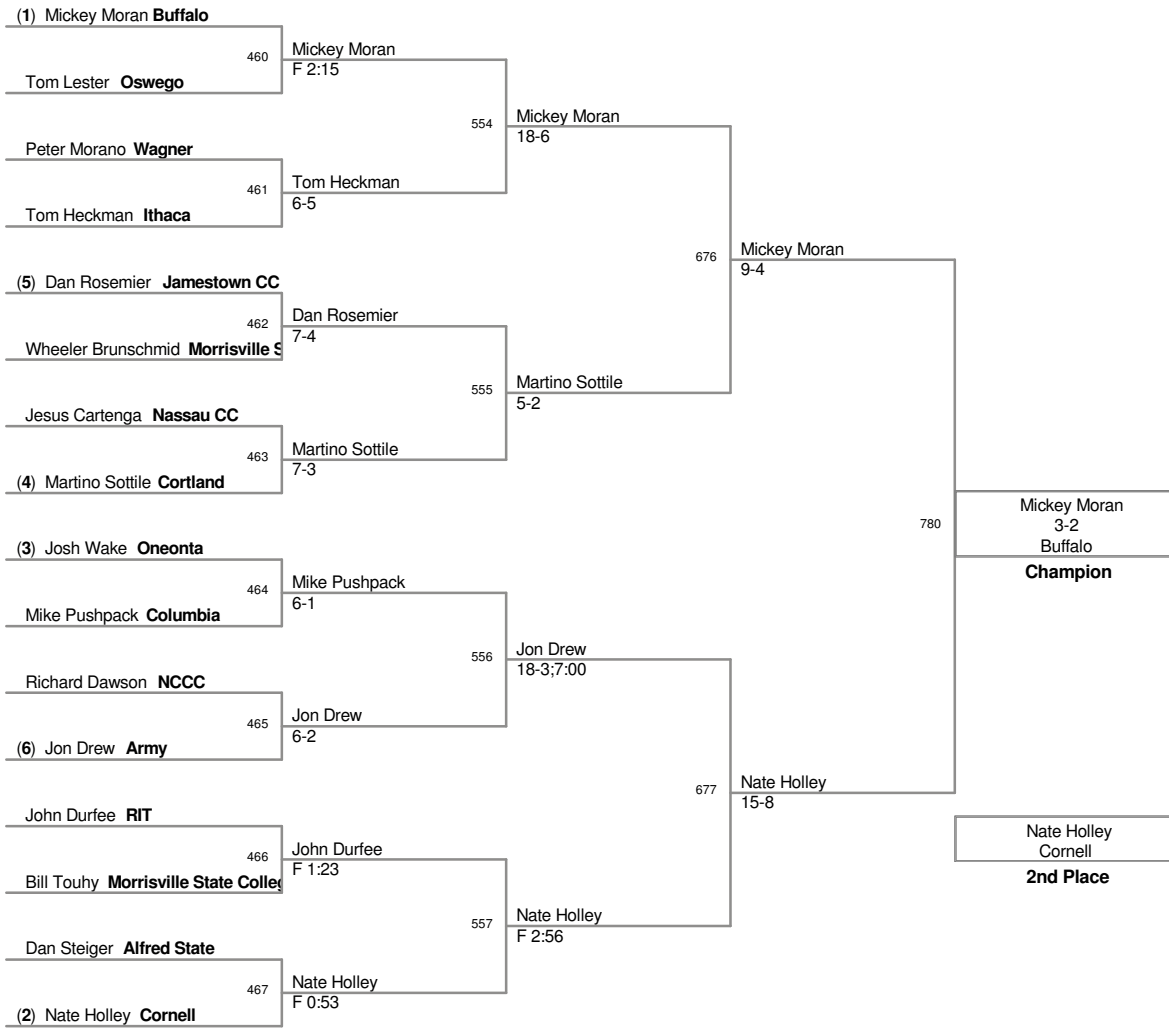 (1) Mickey Moran Buffalo
460
Mickey Moran
F 2:15
Tom Lester Oswego
554
Mickey Moran
18-6
Peter Morano Wagner
461
Tom Heckman
6-5
Tom Heckman Ithaca
676
Mickey Moran
9-4
(5) Dan Rosemier Jamestown CC
462
Dan Rosemier
7-4
Wheeler Brunschmid Morrisville S
555
Martino Sottile
5-2
Jesus Cartenga Nassau CC
463
Martino Sottile
7-3
(4) Martino Sottile Cortland
780
Mickey Moran
3-2
Buffalo
Champion
(3) Josh Wake Oneonta
464
Mike Pushpack
6-1
Mike Pushpack Columbia
556
Jon Drew
18-3;7:00
Richard Dawson NCCC
465
Jon Drew
6-2
(6) Jon Drew Army
677
Nate Holley
15-8
John Durfee RIT
466
John Durfee
F 1:23
Bill Touhy Morrisville State Colleg
557
Nate Holley
F 2:56
Dan Steiger Alfred State
467
Nate Holley
F 0:53
(2) Nate Holley Cornell
Nate Holley
Cornell
2nd Place